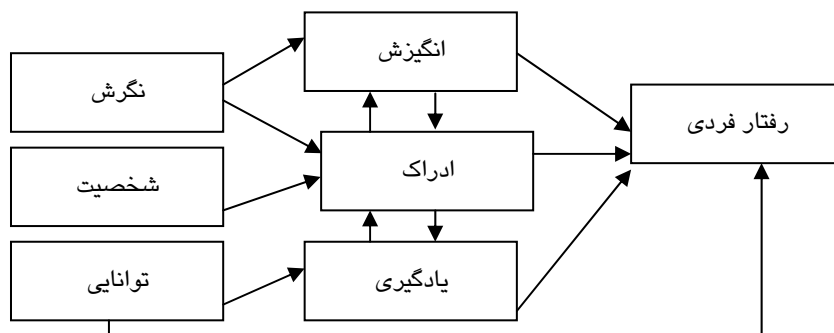 انگیزش
نگرش
رفتار فردی
ادراک
شخصیت
توانایی
یادگیری